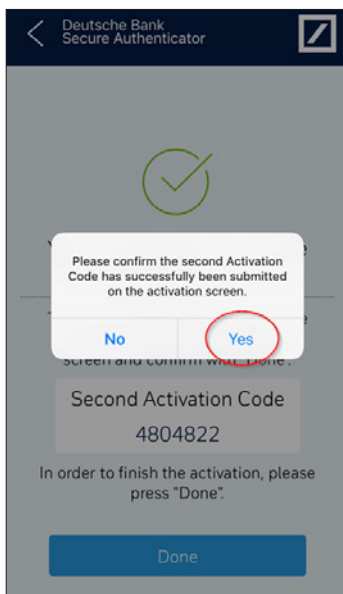 Deutsche Bank
Secure Authenticator
Please confirm the second Activation
Code has successfully been submitted
on the activation screen.
No
Yes
screen and confirm with "Done".
Second Activation Code
4804822
In order to finish the activation, please
press "Done".
Done